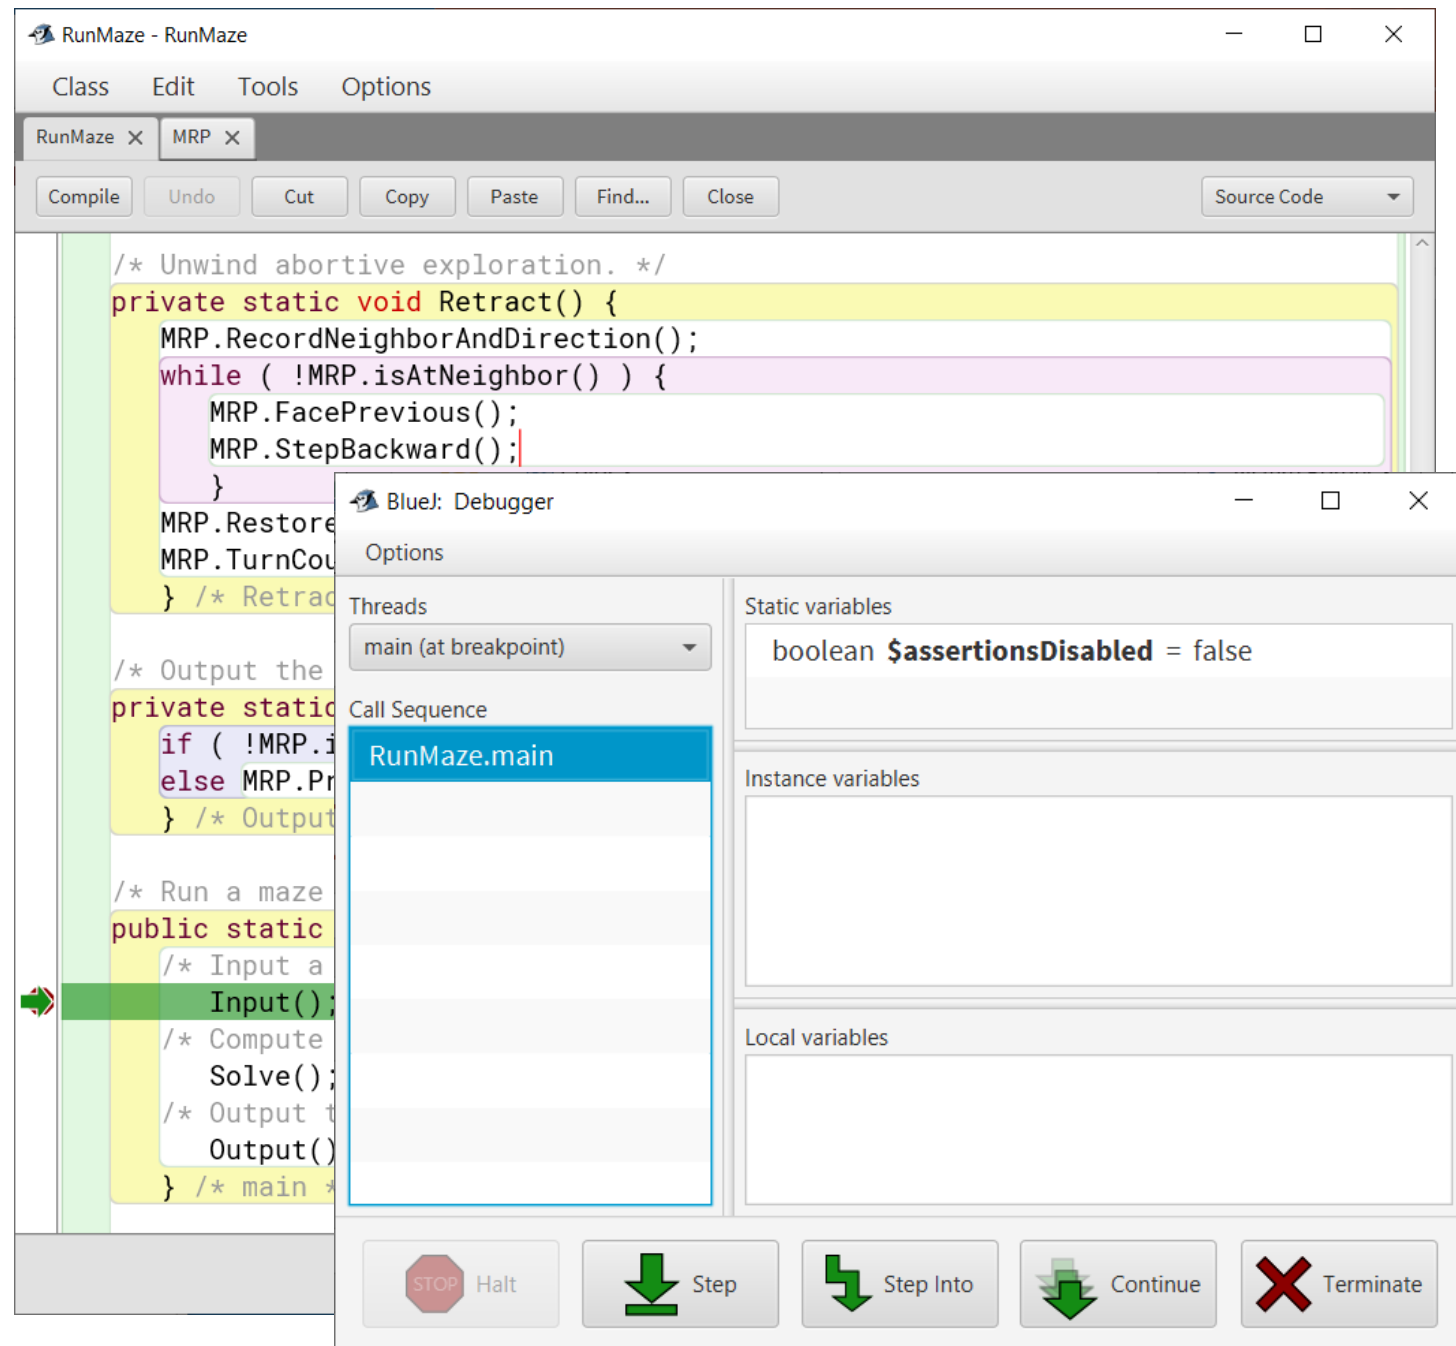 RunMaze - RunMaze
Class Edit Tools Options
RunMaze MRP
Compile Undo Cut Copy Paste Find... Close Source Code
/* Unwind abortive exploration. */
private static void Retract() {
MRP.RecordNeighborAndDirection();
while ( !MRP.isAtNeighbor() ) {
MRP.FacePrevious();
MRP.StepBackward();
}
MRP.Restore
MRP.TurnCou
} /* Retrac
/* Output the
private static
if ( !MRP.i
else MRP.Pr
} /* Output
/* Run a maze
public static
/* Input a
Input();
/* Compute
Solve();
/* Output t
Output()
} /* main *
BlueJ: Debugger
Options
Threads
main (at breakpoint)
Call Sequence
RunMaze.main
Static variables
boolean $assertionsDisabled = false
Instance variables
Local variables
STOP Halt Step Step Into Continue Terminate